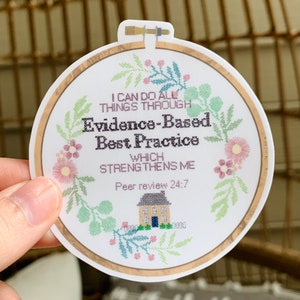 I CAN DO ALL
THINGS THROUGH
Evidence-Based
Best Practice
WHICH
STRENGTHENS ME
Peer review 24:7